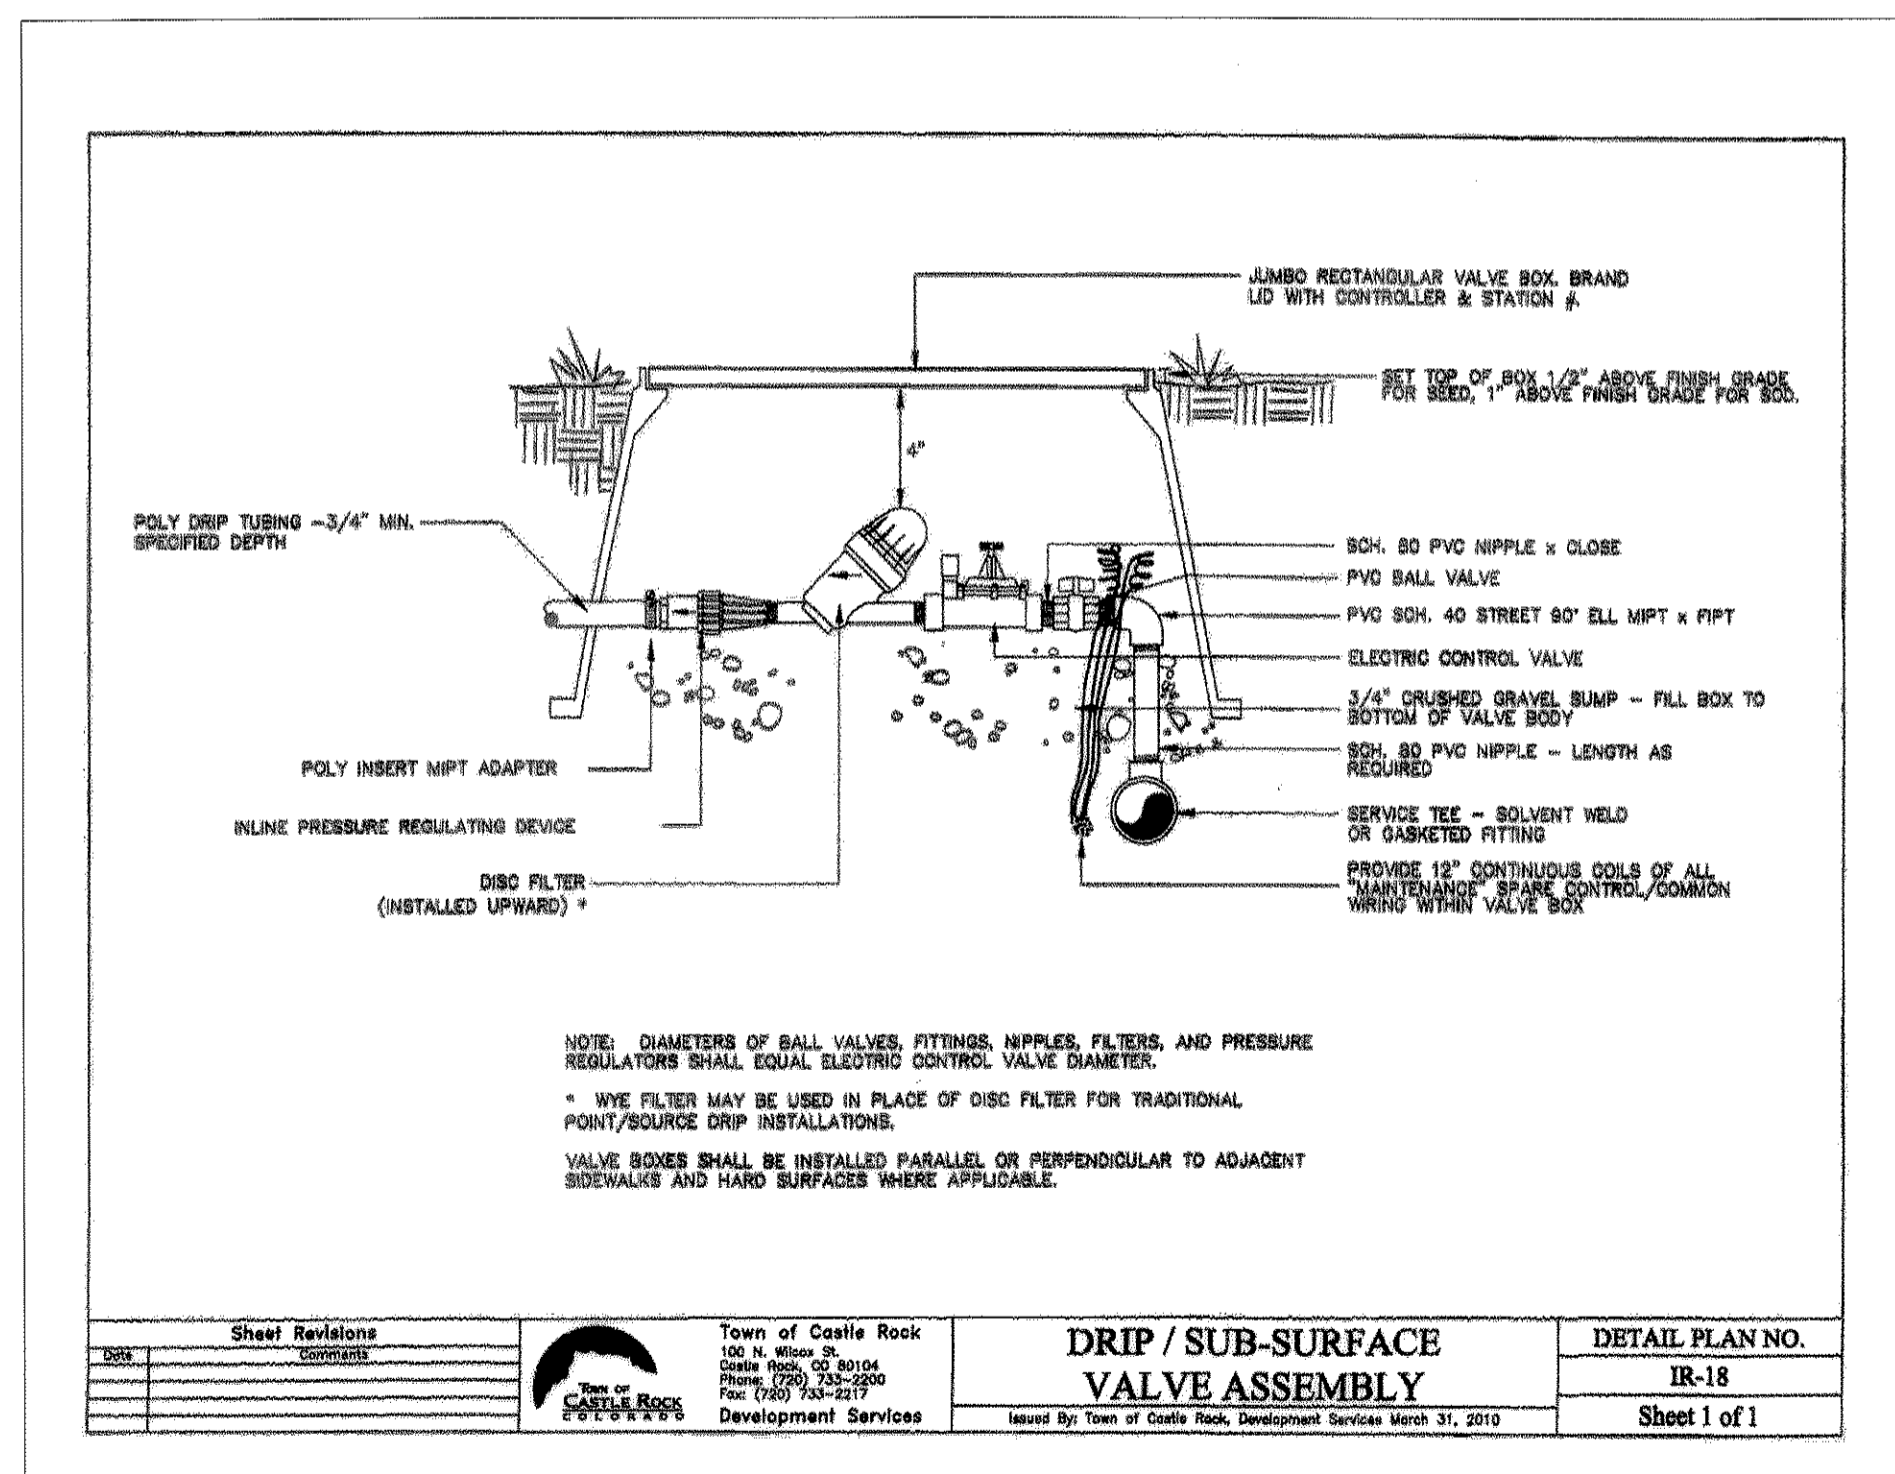 JUMBO RECTANGULAR VALVE BOX. BRAND
LID WITH CONTROLLER & STATION #.
SET TOP OF BOX 1/2" ABOVE FINISH GRADE
FOR SEED, 1" ABOVE FINISH GRADE FOR SOD.
4"
POLY DRIP TUBING -3/4" MIN.
SPECIFIED DEPTH
SCH. 80 PVC NIPPLE x CLOSE
PVC BALL VALVE
PVC SCH. 40 STREET 90° ELL MIPT x FIPT
ELECTRIC CONTROL VALVE
3/4" CRUSHED GRAVEL SUMP - FILL BOX TO
BOTTOM OF VALVE BODY
SCH. 80 PVC NIPPLE - LENGTH AS
REQUIRED
POLY INSERT MIPT ADAPTER
SERVICE TEE - SOLVENT WELD
OR GASKETED FITTING
INLINE PRESSURE REGULATING DEVICE
PROVIDE 12" CONTINUOUS COILS OF ALL
"MAINTENANCE" SPARE CONTROL/COMMON
WIRING WITHIN VALVE BOX
DISC FILTER
(INSTALLED UPWARD) *
NOTE: DIAMETERS OF BALL VALVES, FITTINGS, NIPPLES, FILTERS, AND PRESSURE
REGULATORS SHALL EQUAL ELECTRIC CONTROL VALVE DIAMETER.
* WYE FILTER MAY BE USED IN PLACE OF DISC FILTER FOR TRADITIONAL
POINT/SOURCE DRIP INSTALLATIONS.
VALVE BOXES SHALL BE INSTALLED PARALLEL OR PERPENDICULAR TO ADJACENT
SIDEWALKS AND HARD SURFACES WHERE APPLICABLE.
Sheet Revisions
Date Comments
TOWN OF
CASTLE ROCK
COLORADO
Town of Castle Rock
100 N. Wilcox St.
Castle Rock, CO 80104
Phone: (720) 733-2200
Fax: (720) 733-2217
Development Services
DRIP / SUB-SURFACE
VALVE ASSEMBLY
Issued By: Town of Castle Rock, Development Services March 31, 2010
DETAIL PLAN NO.
IR-18
Sheet 1 of 1